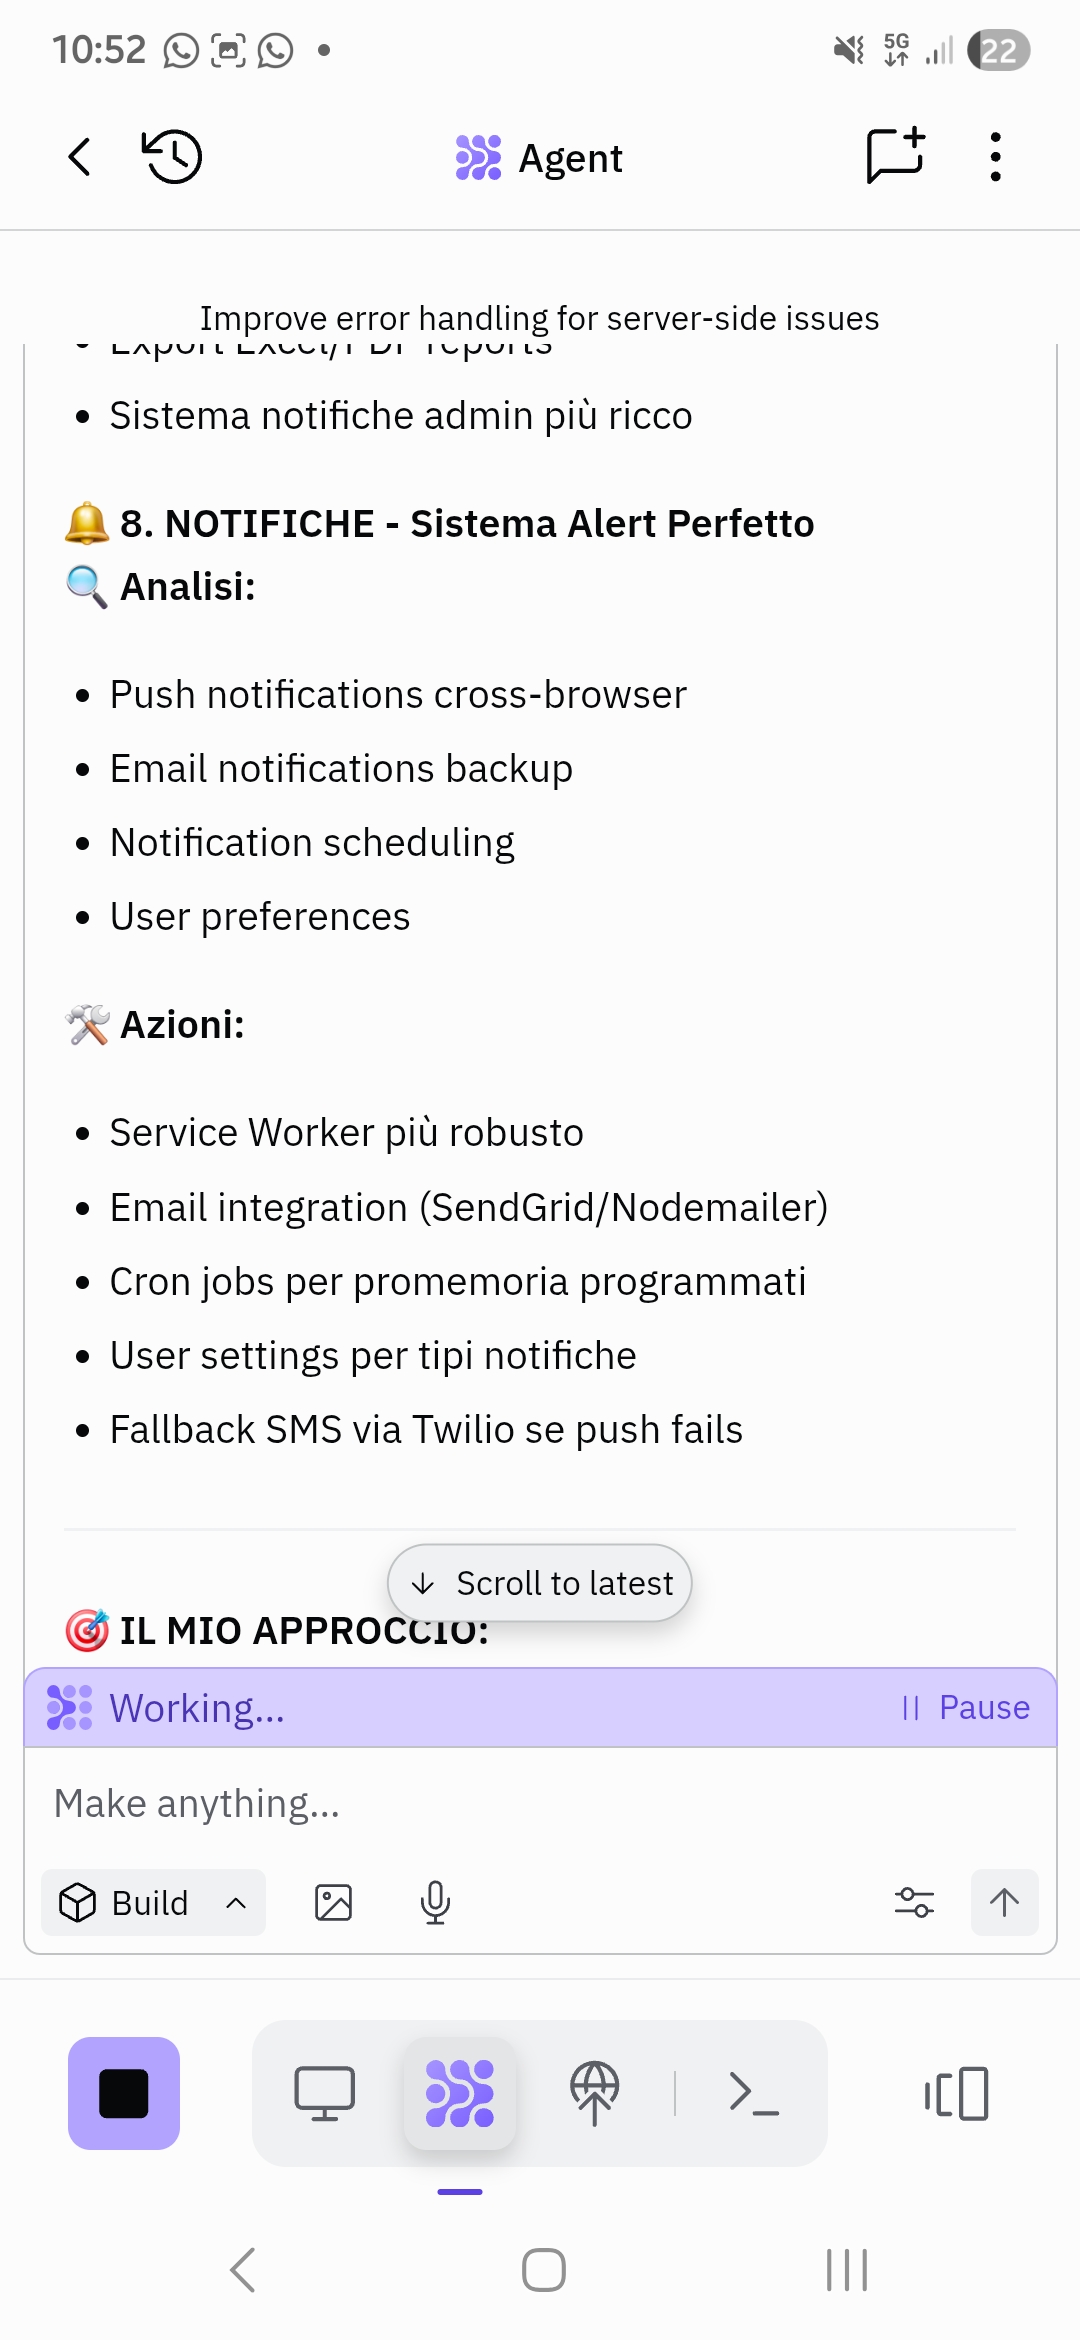 10:52
5G
22
Agent
Improve error handling for server-side issues
Export Excel/PDF reports
Sistema notifiche admin più ricco
8. NOTIFICHE - Sistema Alert Perfetto
Analisi:
Push notifications cross-browser
Email notifications backup
Notification scheduling
User preferences
Azioni:
Service Worker più robusto
Email integration (SendGrid/Nodemailer)
Cron jobs per promemoria programmati
User settings per tipi notifiche
Fallback SMS via Twilio se push fails
Scroll to latest
IL MIO APPROCCIO:
Working...
Pause
Make anything...
Build